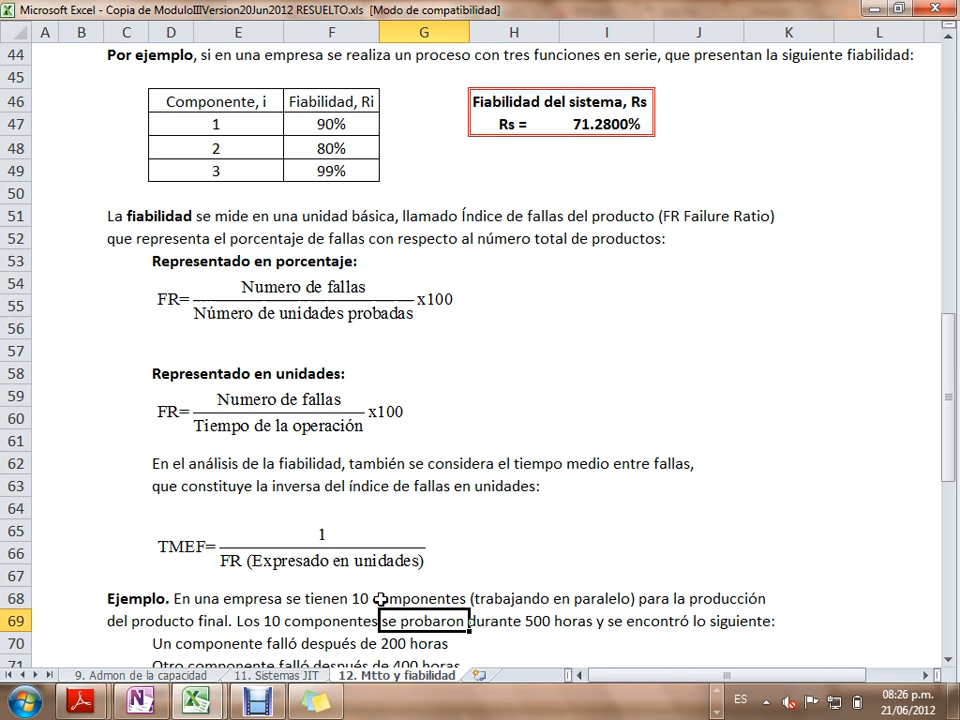 Microsoft Excel - Copia de ModuloIIIVersion20Jun2012 RESUELTO.xls [Modo de compatibilidad]
A B C D E F G H I J K L
44 Por ejemplo, si en una empresa se realiza un proceso con tres funciones en serie, que presentan la siguiente fiabilidad:
45
46 Componente, i Fiabilidad, Ri Fiabilidad del sistema, Rs
47 1 90% Rs = 71.2800%
48 2 80%
49 3 99%
50
51 La fiabilidad se mide en una unidad básica, llamado Índice de fallas del producto (FR Failure Ratio)
52 que representa el porcentaje de fallas con respecto al número total de productos:
53 Representado en porcentaje:
54 Numero de fallas
55 FR= x100
Número de unidades probadas
56
57
58 Representado en unidades:
59 Numero de fallas
60 FR= x100
Tiempo de la operación
61
62 En el análisis de la fiabilidad, también se considera el tiempo medio entre fallas,
63 que constituye la inversa del índice de fallas en unidades:
64
65 1
66 TMEF=
FR (Expresado en unidades)
67
68 Ejemplo. En una empresa se tienen 10 componentes (trabajando en paralelo) para la producción
69 del producto final. Los 10 componentes se probaron durante 500 horas y se encontró lo siguiente:
70 Un componente falló después de 200 horas
71 Otro componente falló después de 400 horas
9. Admon de la capacidad 11. Sistemas JIT 12. Mtto y fiabilidad
ES
08:26 p.m.
21/06/2012